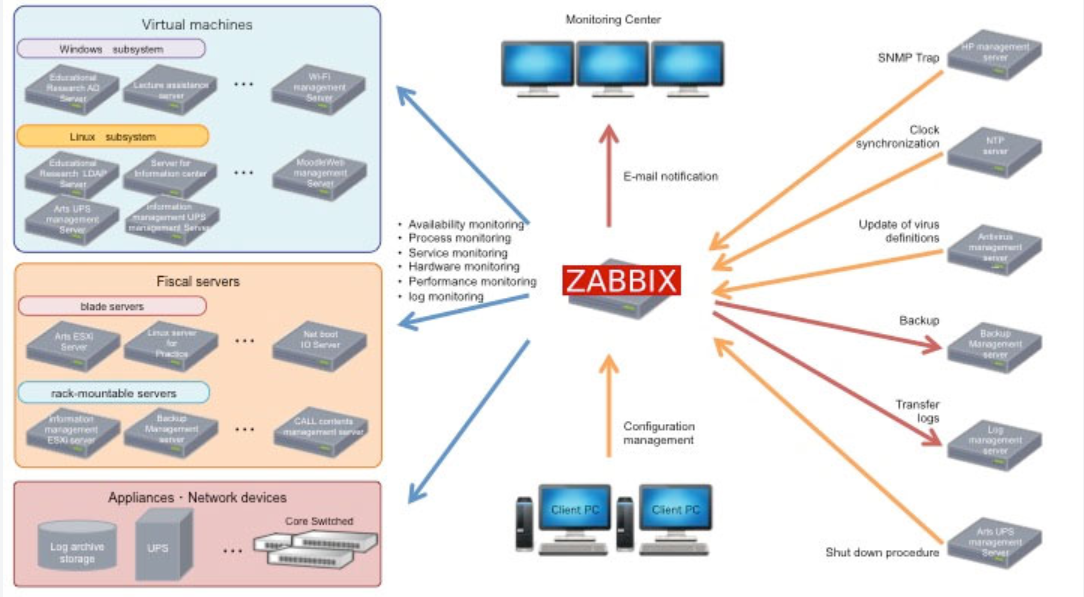 Virtual machines
Windows subsystem
Educational
Research AD
Server
Lecture assistance
server
...
Wi-Fi
management
Server
Linux subsystem
Educational
Research LDAP
Server
Server for
Information center
...
MoodleWeb
management
Server
Arts UPS
management
Server
information
management UPS
management Server
Fiscal servers
blade servers
Arts ESXi
Server
Linux server
for
Practice
...
Net boot
IO Server
rack-mountable servers
information
management
ESXi server
Backup
Management
server
...
CALL contents
management server
Appliances・Network devices
Log archive
storage
UPS
...
Core Switched
Monitoring Center
E-mail notification
• Availability monitoring
• Process monitoring
• Service monitoring
• Hardware monitoring
• Performance monitoring
• log monitoring
ZABBIX
Configuration
management
Client PC
Client PC
SNMP Trap
HP management
server
Clock
synchronization
NTP
server
Update of virus
definitions
Antivirus
management
server
Backup
Backup
Management
server
Transfer
logs
Log
management
server
Shut down procedure
Arts UPS
management
Server